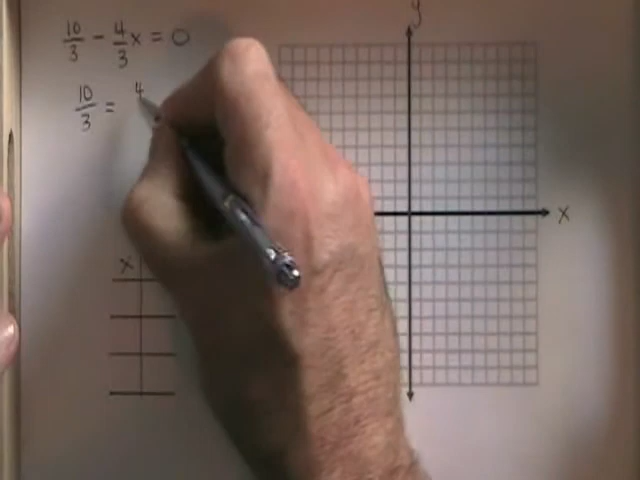 10/3 - 4/3 x = 0
10/3 = 4
y
x
x